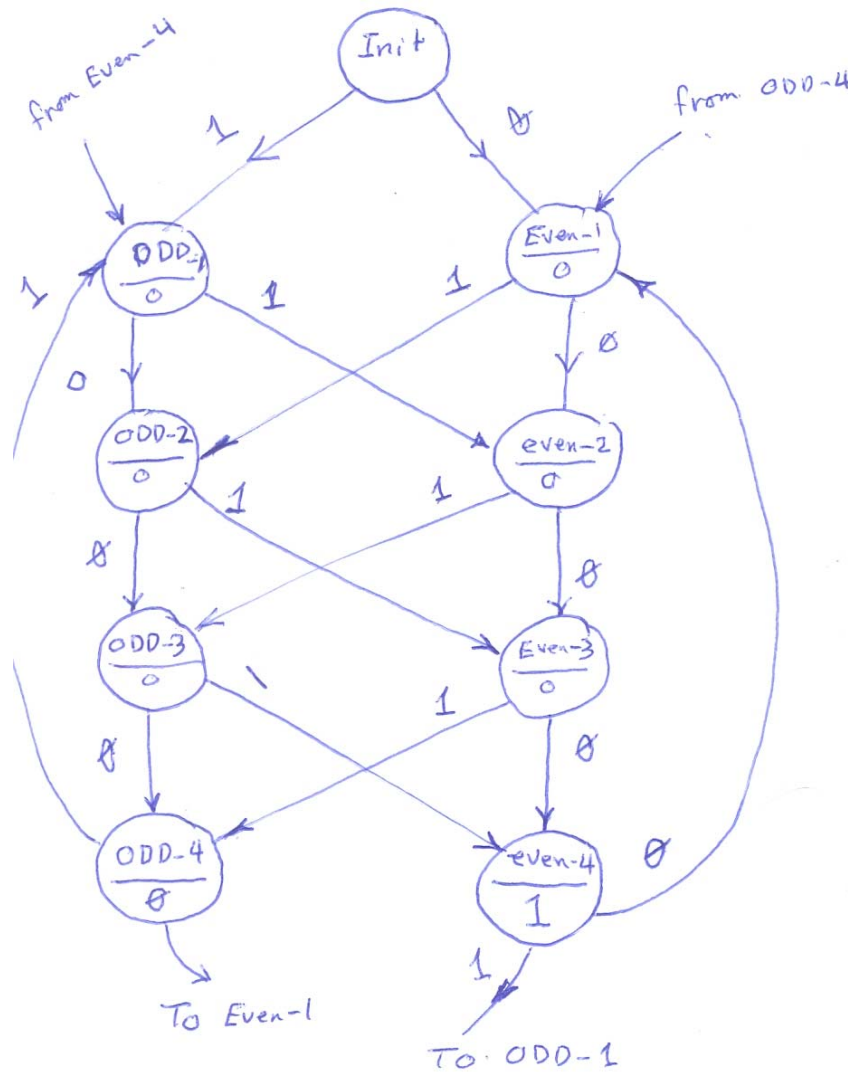 Init
from Even-4
from ODD-4
1
0
ODD-1
0
Even-1
0
1
1
1
0
0
ODD-2
0
even-2
0
1
1
0
0
ODD-3
0
Even-3
0
1
0
0
ODD-4
0
even-4
1
0
1
To Even-1
To ODD-1